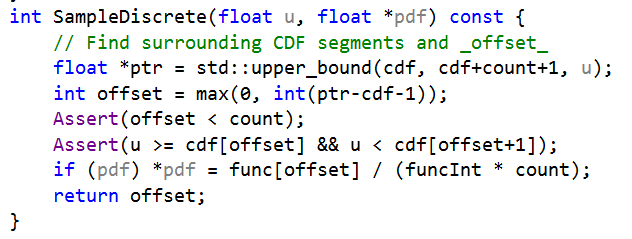 int SampleDiscrete(float u, float *pdf) const {
    // Find surrounding CDF segments and _offset_
    float *ptr = std::upper_bound(cdf, cdf+count+1, u);
    int offset = max(0, int(ptr-cdf-1));
    Assert(offset < count);
    Assert(u >= cdf[offset] && u < cdf[offset+1]);
    if (pdf) *pdf = func[offset] / (funcInt * count);
    return offset;
}